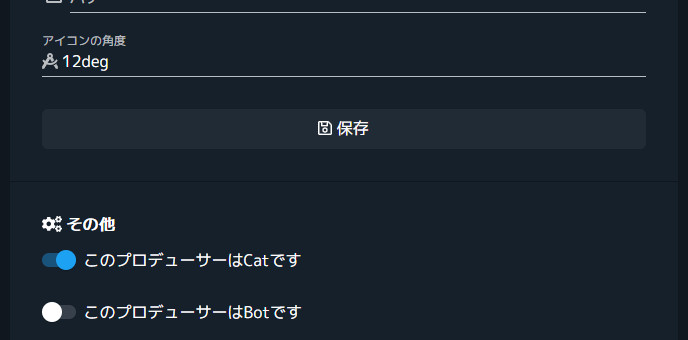 アイコンの角度
12deg
保存
その他
このプロデューサーはCatです
このプロデューサーはBotです